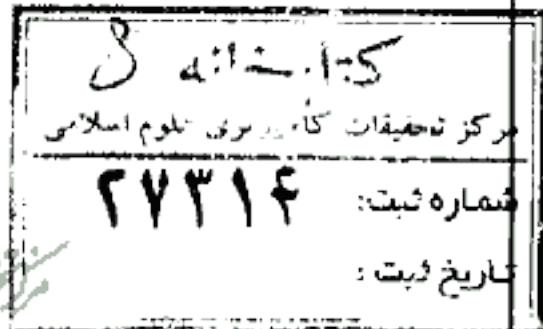 کتابخانه
مرکز تحقیقات کامپیوتری علوم اسلامی
شماره ثبت: ۲۷۳۱۴
تاریخ ثبت :